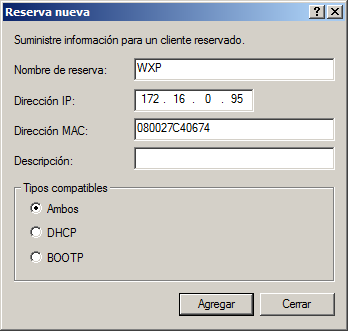 Reserva nueva
Suministre información para un cliente reservado.
Nombre de reserva: WXP
Dirección IP: 172 . 16 . 0 . 95
Dirección MAC: 080027C40674
Descripción:
Tipos compatibles
Ambos
DHCP
BOOTP
Agregar Cerrar